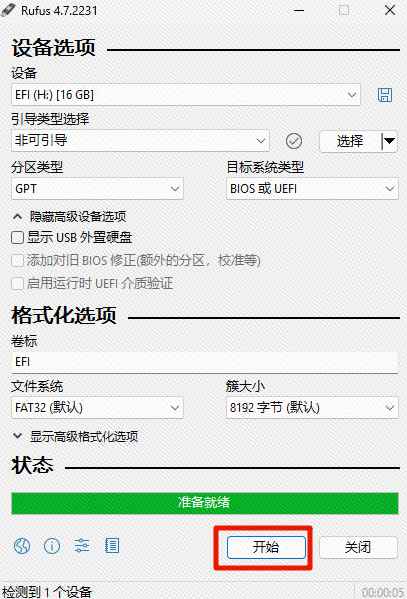 Rufus 4.7.2231
设备选项
设备
EFI (H:) [16 GB]
引导类型选择
非可引导
选择
分区类型 目标系统类型
GPT BIOS 或 UEFI
隐藏高级设备选项
显示 USB 外置硬盘
添加对旧 BIOS 修正(额外的分区，校准等)
启用运行时 UEFI 介质验证
格式化选项
卷标
EFI
文件系统 簇大小
FAT32 (默认) 8192 字节 (默认)
显示高级格式化选项
状态
准备就绪
开始 关闭
检测到 1 个设备 00:00:05